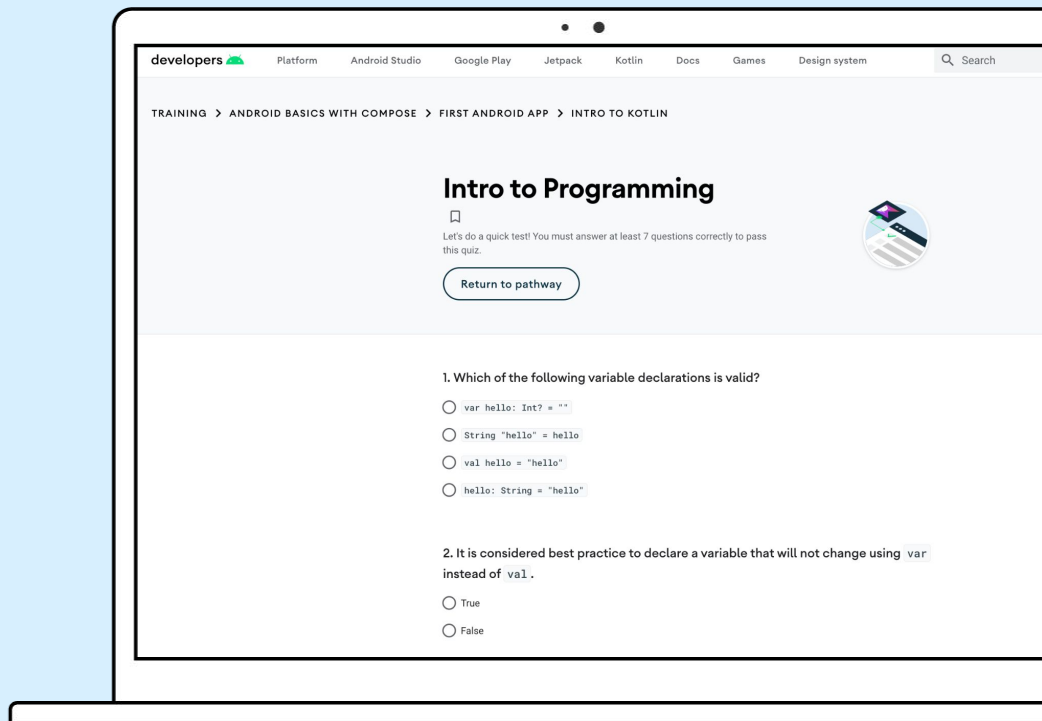 developers Platform Android Studio Google Play Jetpack Kotlin Docs Games Design system Search
TRAINING > ANDROID BASICS WITH COMPOSE > FIRST ANDROID APP > INTRO TO KOTLIN
Intro to Programming
Let's do a quick test! You must answer at least 7 questions correctly to pass
this quiz.
Return to pathway
1. Which of the following variable declarations is valid?
var hello: Int? = ""
String "hello" = hello
val hello = "hello"
hello: String = "hello"
2. It is considered best practice to declare a variable that will not change using var
instead of val.
True
False